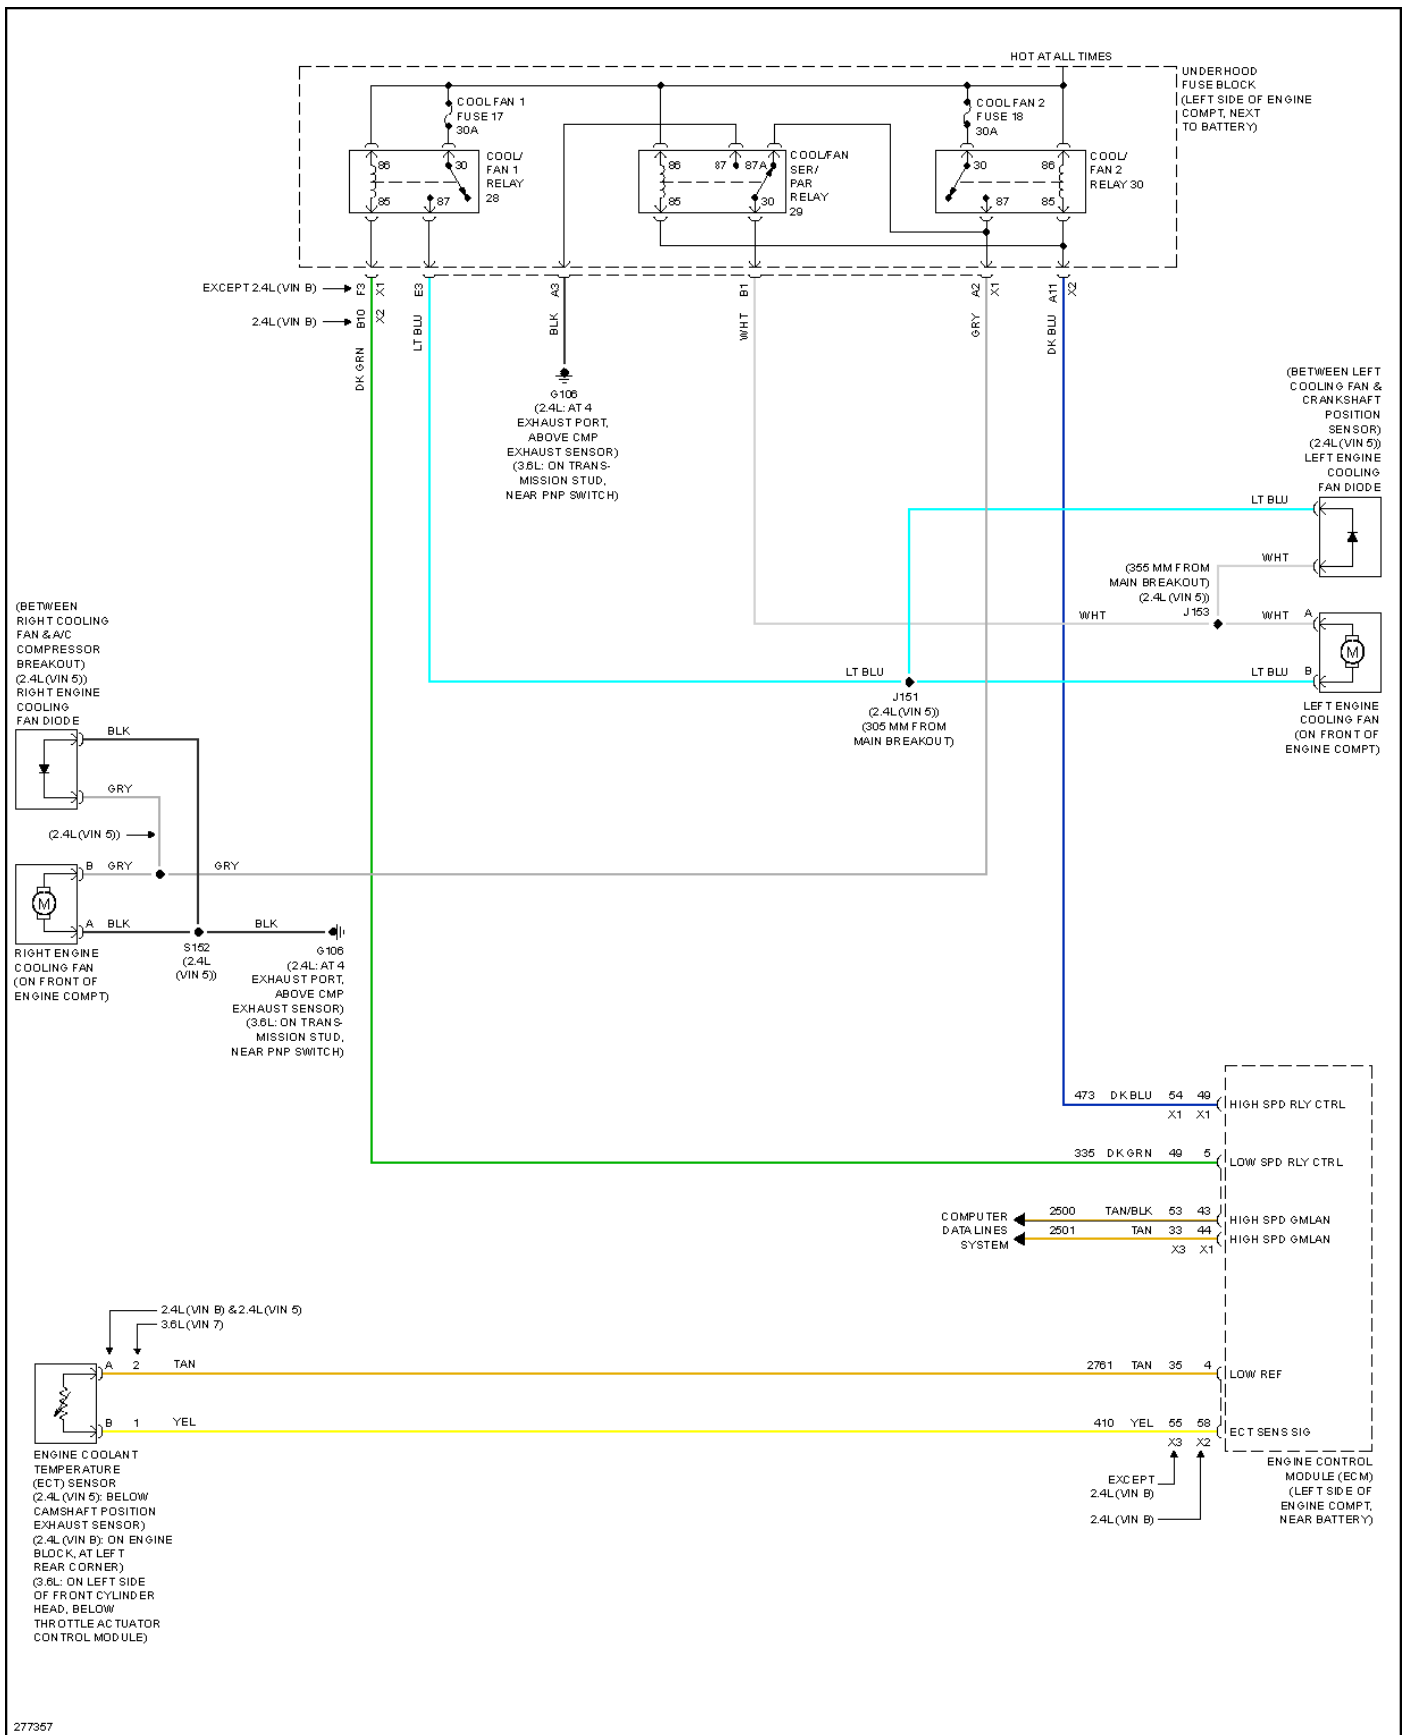 HOT AT ALL TIMES
UNDERHOOD
FUSE BLOCK
(LEFT SIDE OF ENGINE
COMPT, NEXT
TO BATTERY)
COOL FAN 1
FUSE 17
30A
COOL FAN 2
FUSE 18
30A
86
30
85
87
COOL/
FAN 1
RELAY
28
86
87
87A
85
30
COOL/FAN
SER/
PAR
RELAY
29
30
86
87
85
COOL/
FAN 2
RELAY 30
EXCEPT 2.4L(VIN B)
F3
X1
E3
A3
B1
A2
X1
A11
X2
2.4L(VIN B)
B10
X2
DK GRN
LT BLU
BLK
WHT
GRY
DK BLU
G106
(2.4L: AT 4
EXHAUST PORT,
ABOVE CMP
EXHAUST SENSOR)
(3.6L: ON TRANS-
MISSION STUD,
NEAR PNP SWITCH)
(BETWEEN LEFT
COOLING FAN &
CRANKSHAFT
POSITION
SENSOR)
(2.4L(VIN 5))
LEFT ENGINE
COOLING
FAN DIODE
LT BLU
WHT
(355 MM FROM
MAIN BREAKOUT)
(2.4L(VIN 5))
J153
WHT
WHT A
M
LT BLU
LT BLU B
J151
(2.4L(VIN 5))
(305 MM FROM
MAIN BREAKOUT)
LEFT ENGINE
COOLING FAN
(ON FRONT OF
ENGINE COMPT)
(BETWEEN
RIGHT COOLING
FAN & A/C
COMPRESSOR
BREAKOUT)
(2.4L(VIN 5))
RIGHT ENGINE
COOLING
FAN DIODE
BLK
GRY
(2.4L(VIN 5))
B GRY
GRY
M
A BLK
BLK
S152
(2.4L
(VIN 5))
RIGHT ENGINE
COOLING FAN
(ON FRONT OF
ENGINE COMPT)
G106
(2.4L: AT 4
EXHAUST PORT,
ABOVE CMP
EXHAUST SENSOR)
(3.6L: ON TRANS-
MISSION STUD,
NEAR PNP SWITCH)
473 DK BLU 54 49 HIGH SPD RLY CTRL
X1 X1
335 DK GRN 49 5 LOW SPD RLY CTRL
COMPUTER
DATA LINES
SYSTEM
2500 TAN/BLK 53 43 HIGH SPD GMLAN
2501 TAN 33 44 HIGH SPD GMLAN
X3 X1
2.4L(VIN B) & 2.4L(VIN 5)
3.6L(VIN 7)
A 2 TAN
2761 TAN 35 4 LOW REF
B 1 YEL
410 YEL 55 58 ECT SENS SIG
X3 X2
EXCEPT
2.4L(VIN B)
2.4L(VIN B)
ENGINE CONTROL
MODULE (ECM)
(LEFT SIDE OF
ENGINE COMPT,
NEAR BATTERY)
ENGINE COOLANT
TEMPERATURE
(ECT) SENSOR
(2.4L(VIN 5): BELOW
CAMSHAFT POSITION
EXHAUST SENSOR)
(2.4L(VIN B): ON ENGINE
BLOCK, AT LEFT
REAR CORNER)
(3.6L: ON LEFT SIDE
OF FRONT CYLINDER
HEAD, BELOW
THROTTLE ACTUATOR
CONTROL MODULE)
277357